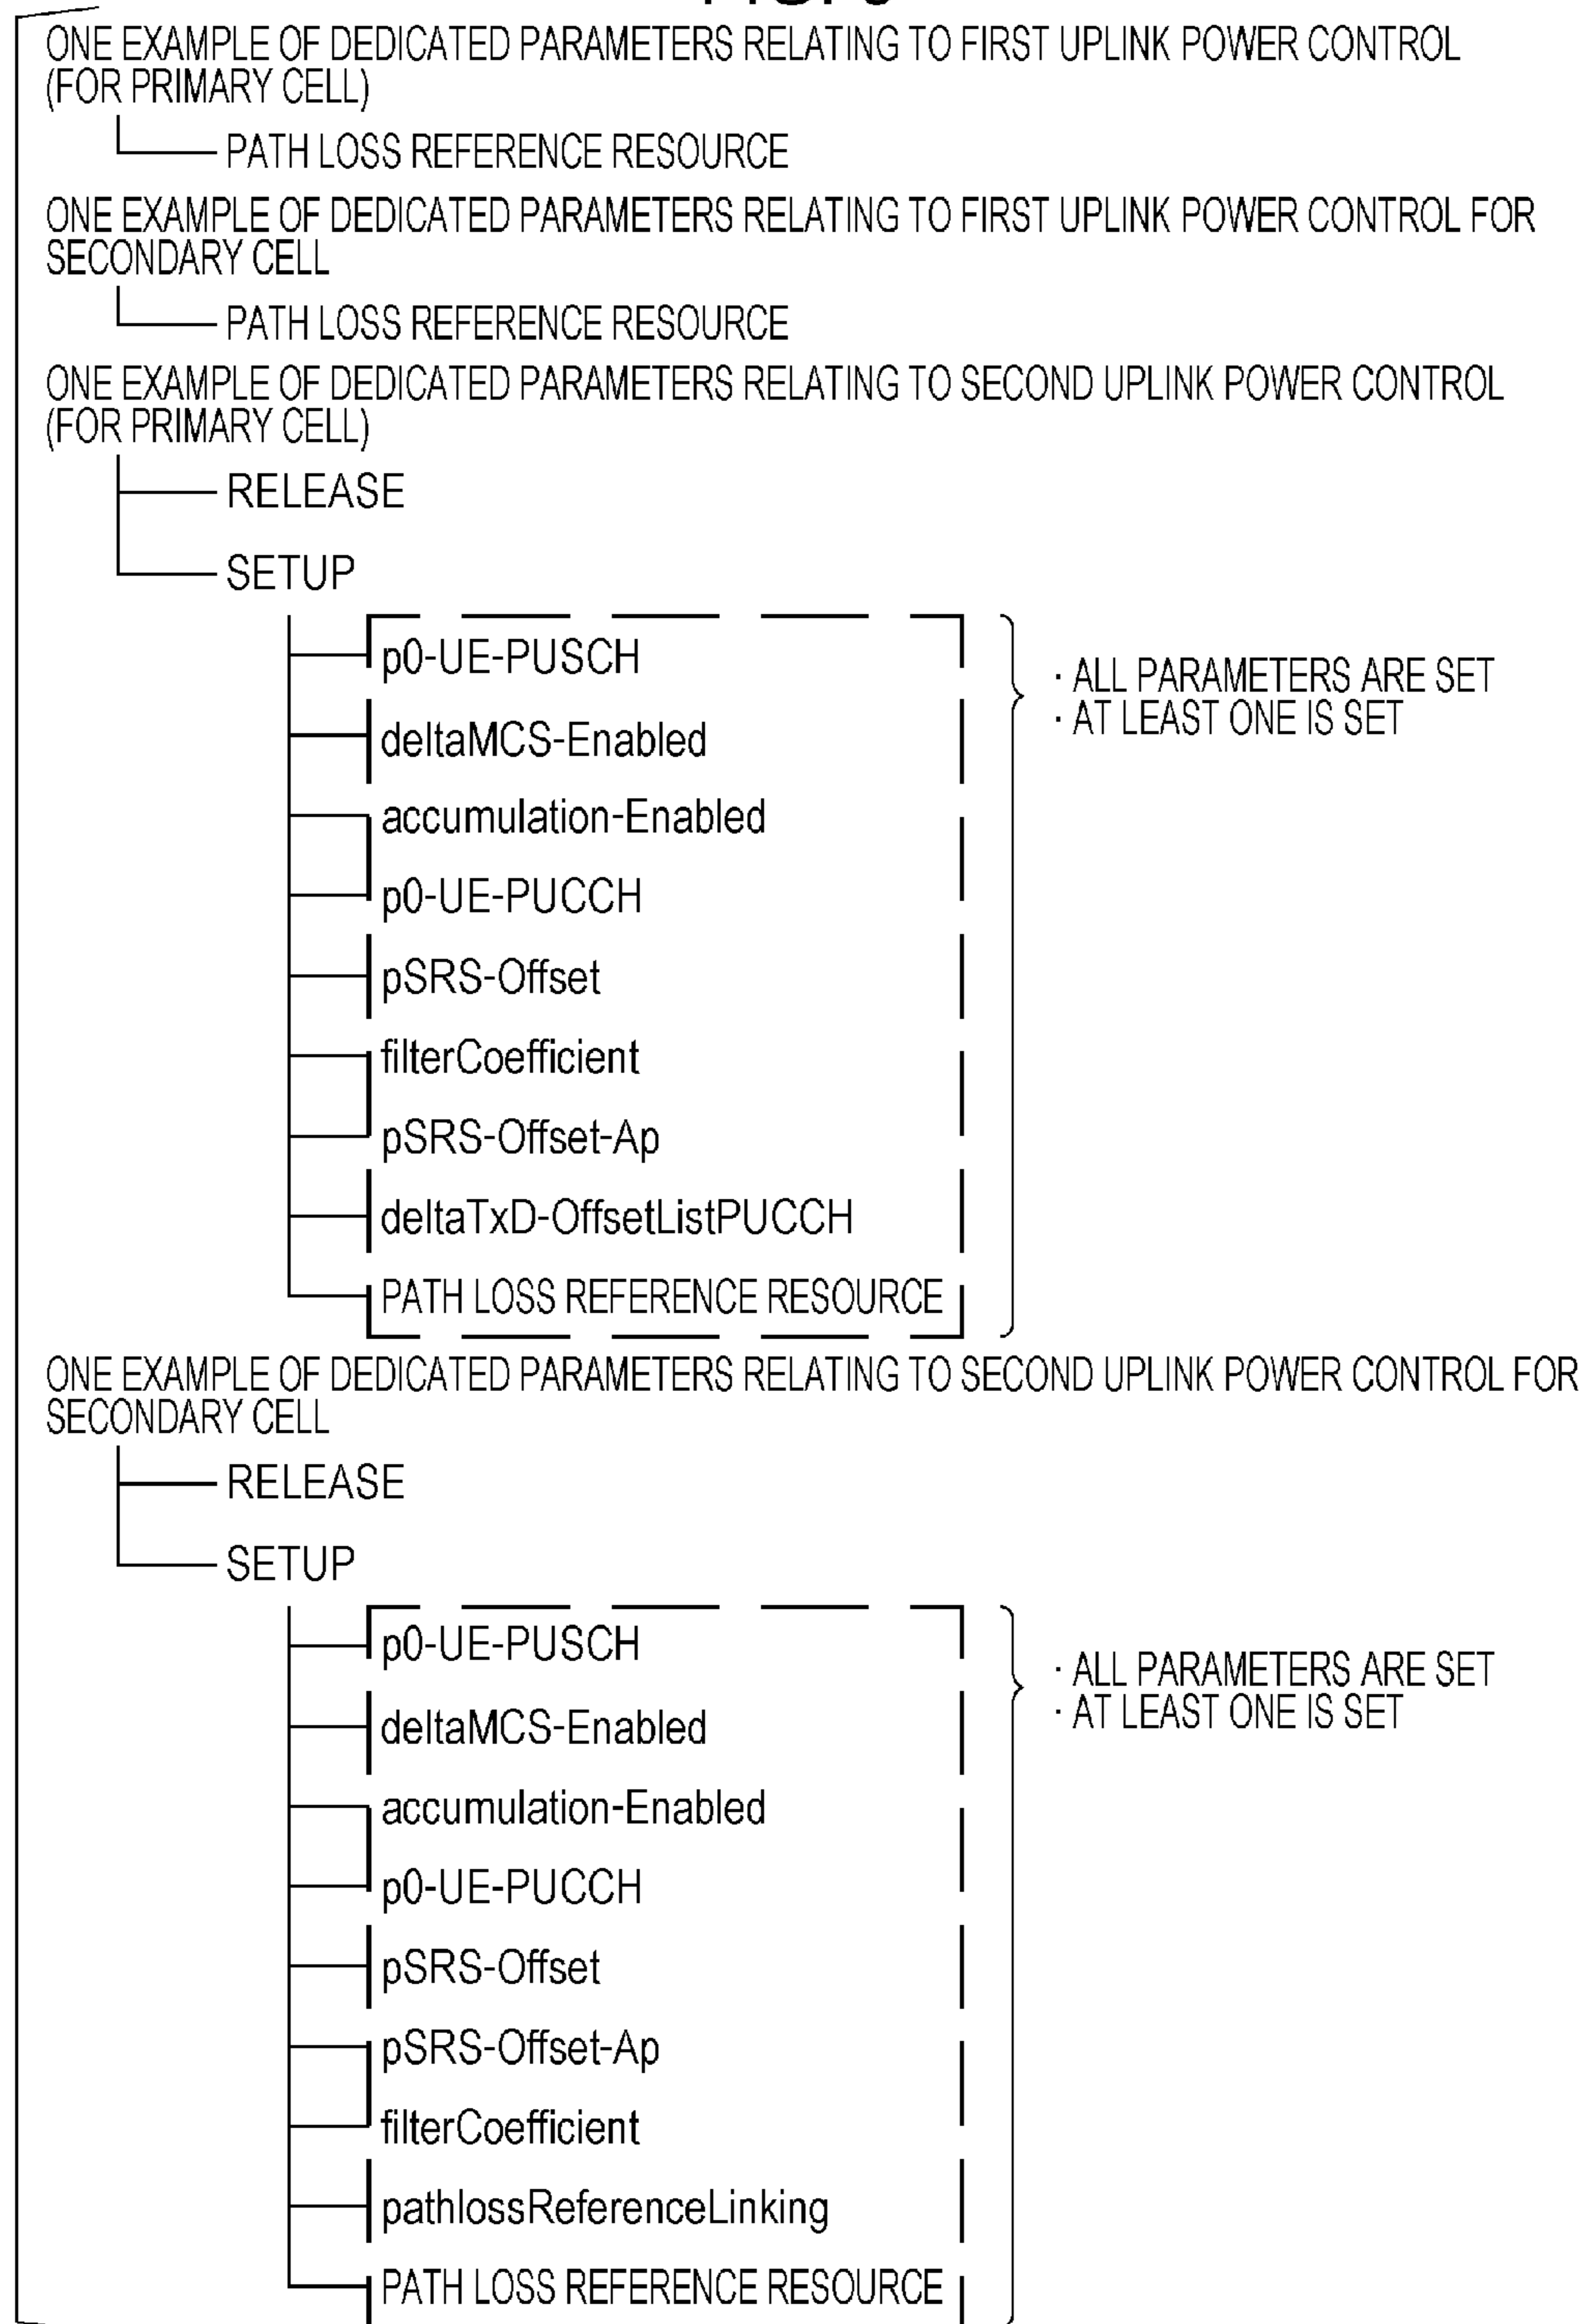 ONE EXAMPLE OF DEDICATED PARAMETERS RELATING TO FIRST UPLINK POWER CONTROL
(FOR PRIMARY CELL)
PATH LOSS REFERENCE RESOURCE
ONE EXAMPLE OF DEDICATED PARAMETERS RELATING TO FIRST UPLINK POWER CONTROL FOR
SECONDARY CELL
PATH LOSS REFERENCE RESOURCE
ONE EXAMPLE OF DEDICATED PARAMETERS RELATING TO SECOND UPLINK POWER CONTROL
(FOR PRIMARY CELL)
RELEASE
SETUP
p0-UE-PUSCH
· ALL PARAMETERS ARE SET
· AT LEAST ONE IS SET
deltaMCS-Enabled
accumulation-Enabled
p0-UE-PUCCH
pSRS-Offset
filterCoefficient
pSRS-Offset-Ap
deltaTxD-OffsetListPUCCH
PATH LOSS REFERENCE RESOURCE
ONE EXAMPLE OF DEDICATED PARAMETERS RELATING TO SECOND UPLINK POWER CONTROL FOR
SECONDARY CELL
RELEASE
SETUP
p0-UE-PUSCH
· ALL PARAMETERS ARE SET
· AT LEAST ONE IS SET
deltaMCS-Enabled
accumulation-Enabled
p0-UE-PUCCH
pSRS-Offset
pSRS-Offset-Ap
filterCoefficient
pathlossReferenceLinking
PATH LOSS REFERENCE RESOURCE